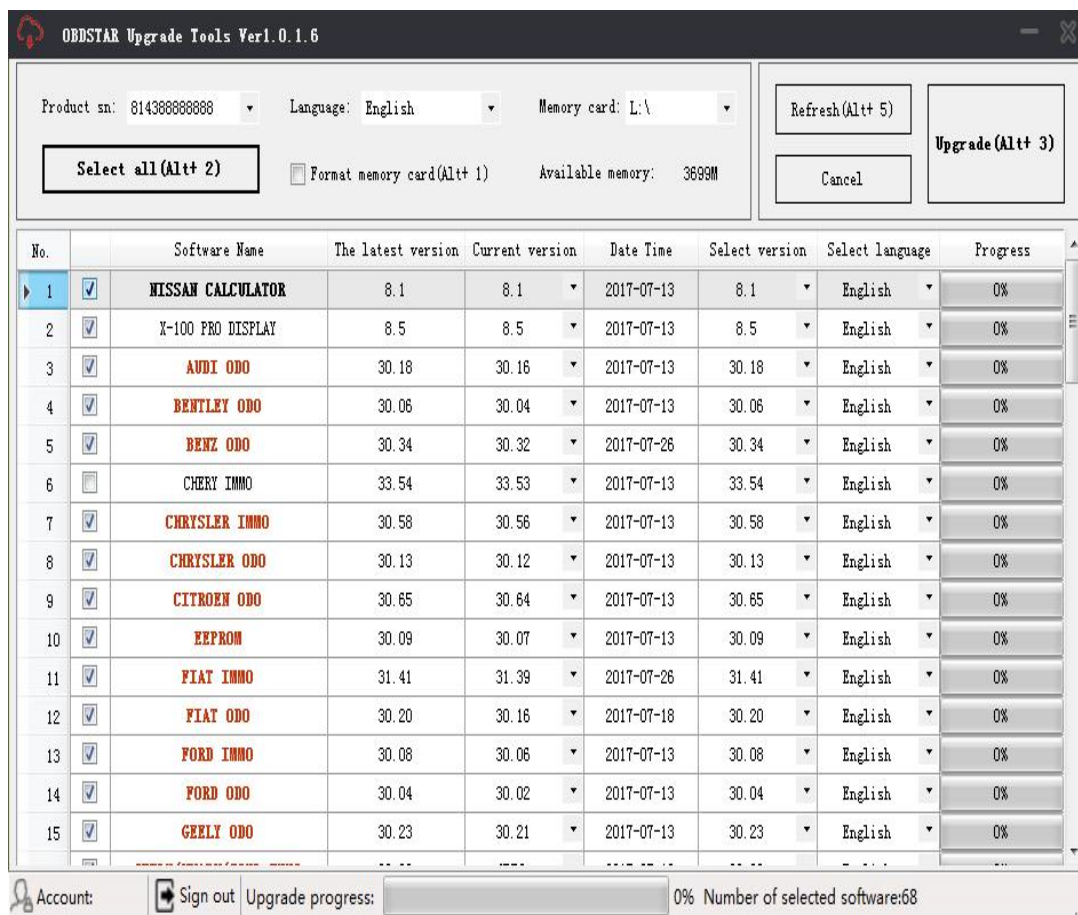 OBDSTAR Upgrade Tools Ver1.0.1.6
Product sn: 814388888888 Language: English Memory card: L:\ Refresh(Alt+ 5) Upgrade(Alt+ 3)
Select all(Alt+ 2) Format memory card(Alt+ 1) Available memory: 3699M Cancel
No. Software Name The latest version Current version Date Time Select version Select language Progress
1 NISSAN CALCULATOR 8.1 8.1 2017-07-13 8.1 English 0%
2 X-100 PRO DISPLAY 8.5 8.5 2017-07-13 8.5 English 0%
3 AUDI ODO 30.18 30.16 2017-07-13 30.18 English 0%
4 BENTLEY ODO 30.06 30.04 2017-07-13 30.06 English 0%
5 BENZ ODO 30.34 30.32 2017-07-26 30.34 English 0%
6 CHERY IMMO 33.54 33.53 2017-07-13 33.54 English 0%
7 CHRYSLER IMMO 30.58 30.56 2017-07-13 30.58 English 0%
8 CHRYSLER ODO 30.13 30.12 2017-07-13 30.13 English 0%
9 CITROEN ODO 30.65 30.64 2017-07-13 30.65 English 0%
10 EEPROM 30.09 30.07 2017-07-13 30.09 English 0%
11 FIAT IMMO 31.41 31.39 2017-07-26 31.41 English 0%
12 FIAT ODO 30.20 30.16 2017-07-18 30.20 English 0%
13 FORD IMMO 30.08 30.06 2017-07-13 30.08 English 0%
14 FORD ODO 30.04 30.02 2017-07-13 30.04 English 0%
15 GEELY ODO 30.23 30.21 2017-07-13 30.23 English 0%
Account: Sign out Upgrade progress: 0% Number of selected software:68